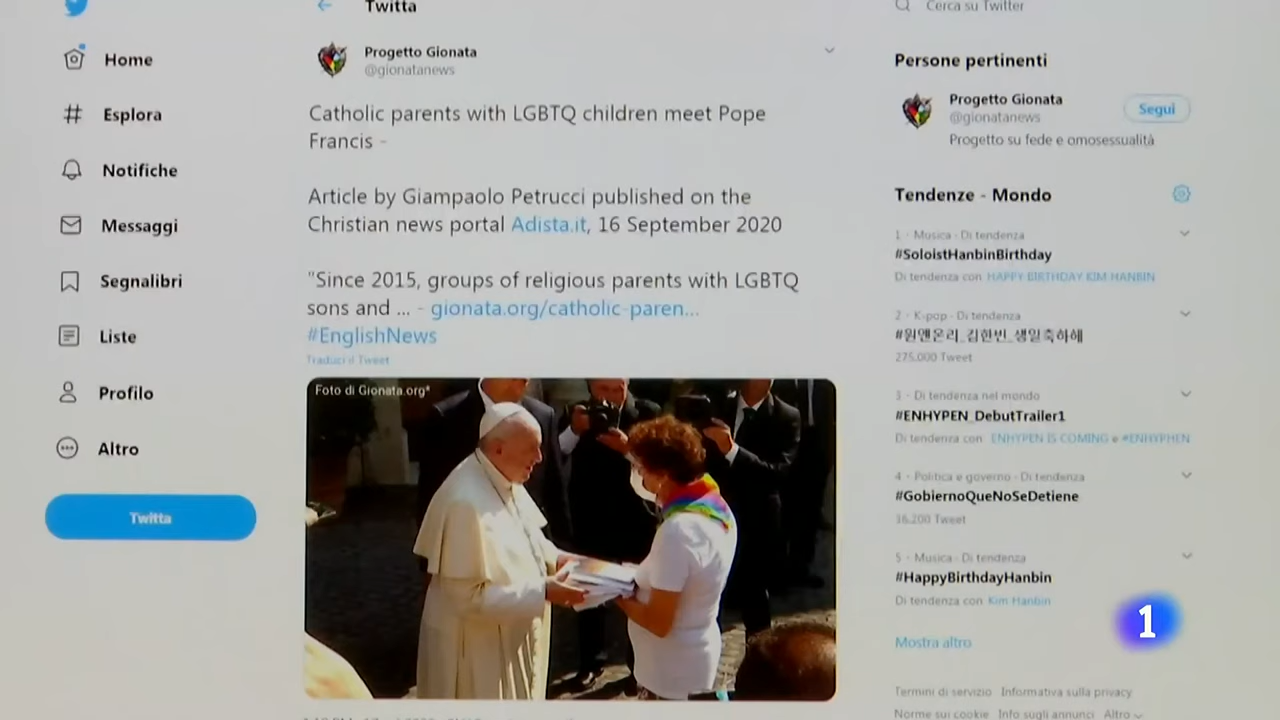 Twitta
Cerca su Twitter
Home
Esplora
Notifiche
Messaggi
Segnalibri
Liste
Profilo
Altro
Twitta
Progetto Gionata
@gionatanews
Catholic parents with LGBTQ children meet Pope
Francis -
Article by Giampaolo Petrucci published on the
Christian news portal Adista.it, 16 September 2020
"Since 2015, groups of religious parents with LGBTQ
sons and ... - gionata.org/catholic-paren...
#EnglishNews
Traduci il Tweet
Foto di Gionata.org*
Persone pertinenti
Progetto Gionata
@gionatanews
Segui
Progetto su fede e omosessualità
Tendenze - Mondo
1 · Musica · Di tendenza
#SoloistHanbinBirthday
Di tendenza con HAPPY BIRTHDAY KIM HANBIN
2 · K-pop · Di tendenza
#원앤온리_김한빈_생일축하해
275.000 Tweet
3 · Di tendenza nel mondo
#ENHYPEN_DebutTrailer1
Di tendenza con ENHYPEN IS COMING e #ENHYPHEN
4 · Politica e governo · Di tendenza
#GobiernoQueNoSeDetiene
36.200 Tweet
5 · Musica · Di tendenza
#HappyBirthdayHanbin
Di tendenza con Kim Hanbin
Mostra altro
Termini di servizio Informativa sulla privacy
Norme sui cookie Info sugli annunci Altro
1